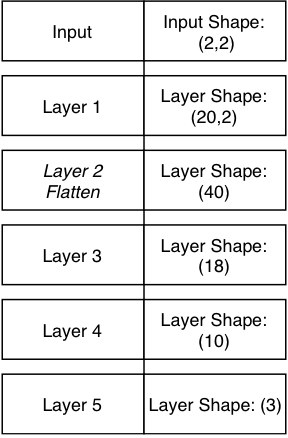 Input
Input Shape:
(2,2)
Layer 1
Layer Shape:
(20,2)
Layer 2
Flatten
Layer Shape:
(40)
Layer 3
Layer Shape:
(18)
Layer 4
Layer Shape:
(10)
Layer 5
Layer Shape: (3)